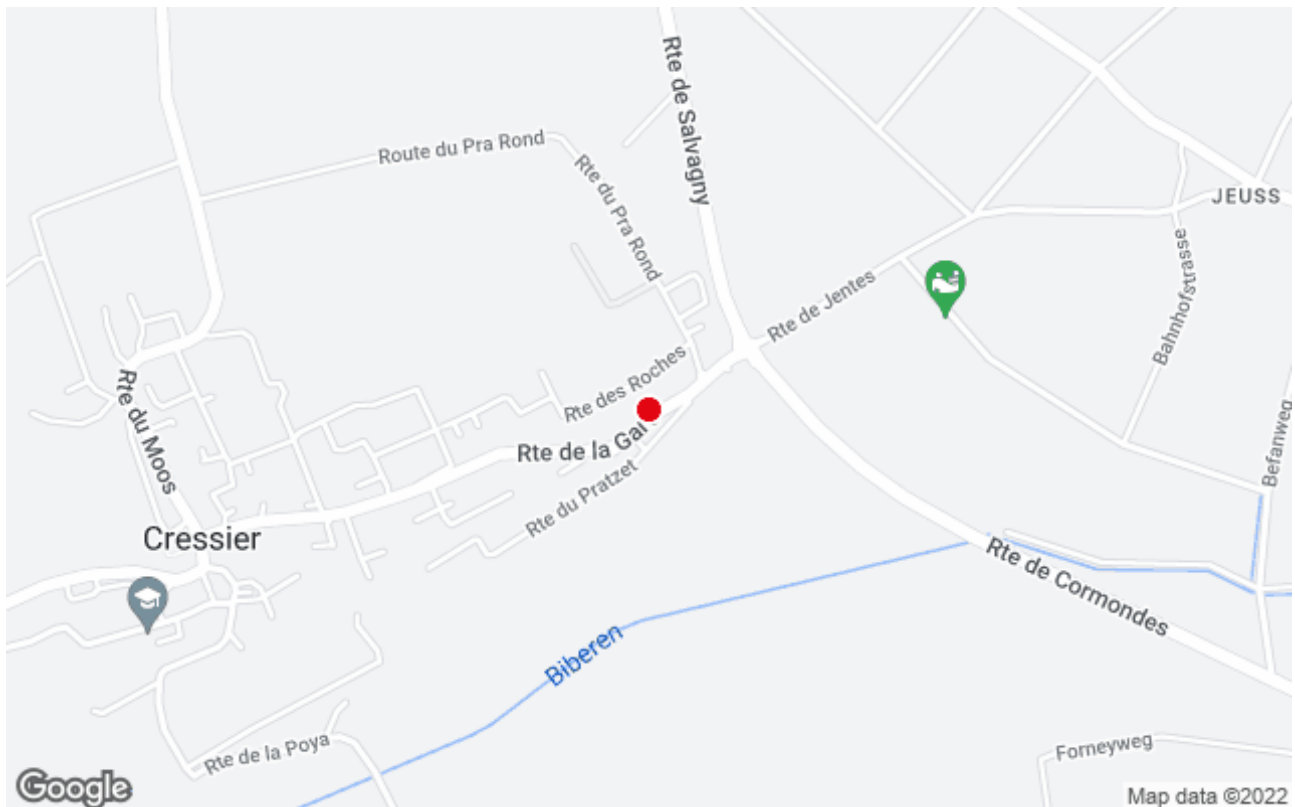 Rte de Salvagny
Route du Pra Rond
Rte du Pra Rond
JEUSS
Rte de Jentes
Bahnhofstrasse
Rte des Roches
Rte du Moos
Rte de la Gar
Befanweg
Rte du Pratzet
Cressier
Rte de Cormondes
Biberen
Rte de la Poya
Forneyweg
Google
Map data ©2022